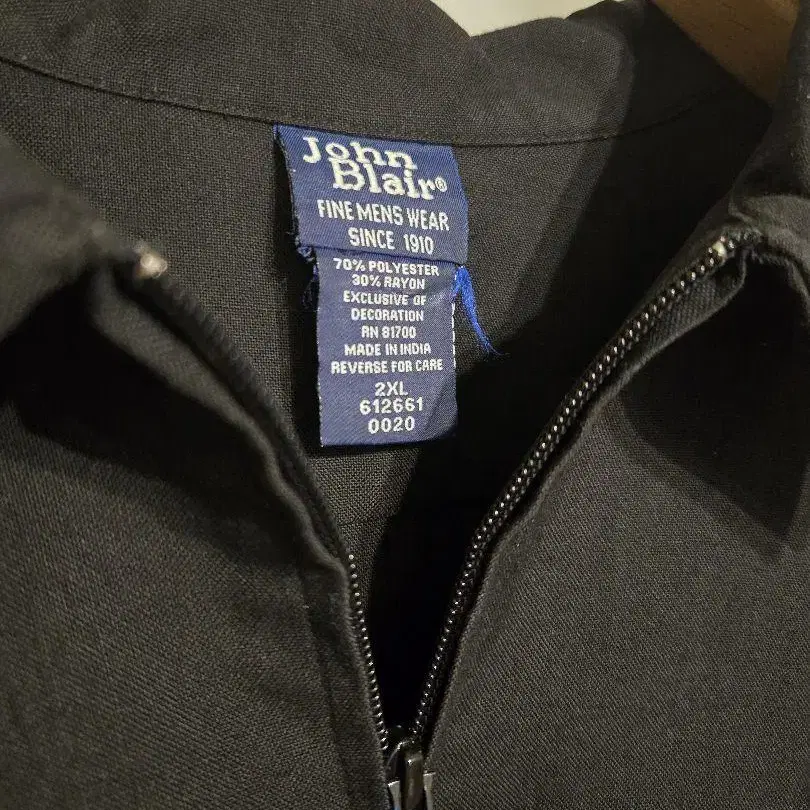 John
Blair®
FINE MENS WEAR
SINCE 1910
70% POLYESTER
30% RAYON
EXCLUSIVE OF
DECORATION
RN 81700
MADE IN INDIA
REVERSE FOR CARE
2XL
612661
0020